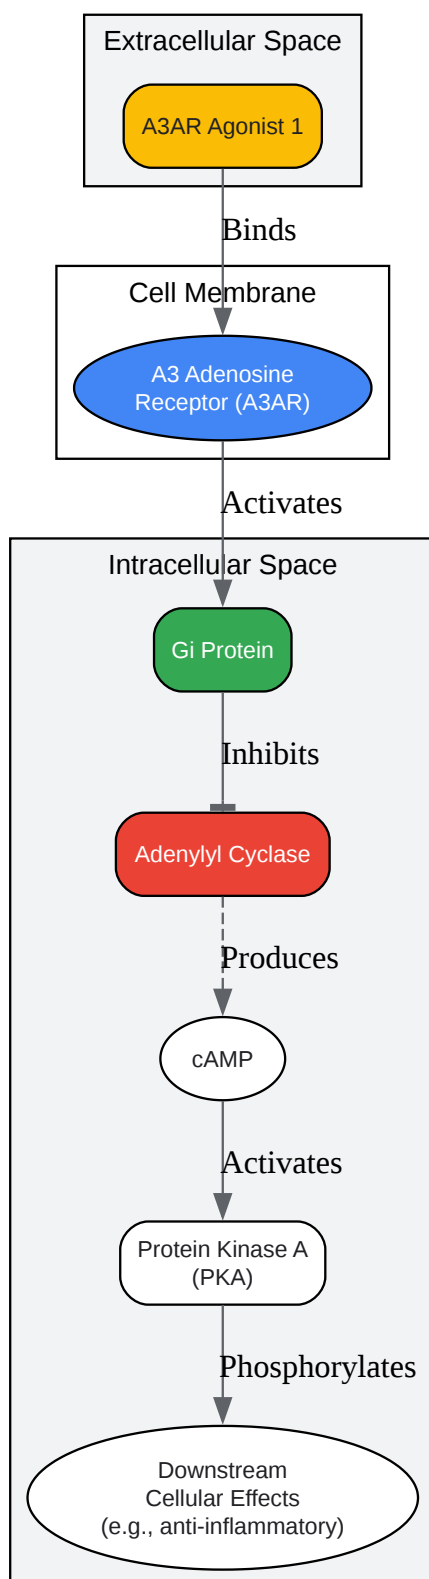 Extracellular Space
A3AR Agonist 1
Binds
Cell Membrane
A3 Adenosine
Receptor (A3AR)
Activates
Intracellular Space
Gi Protein
Inhibits
Adenylyl Cyclase
Produces
cAMP
Activates
Protein Kinase A
(PKA)
Phosphorylates
Downstream
Cellular Effects
(e.g., anti-inflammatory)